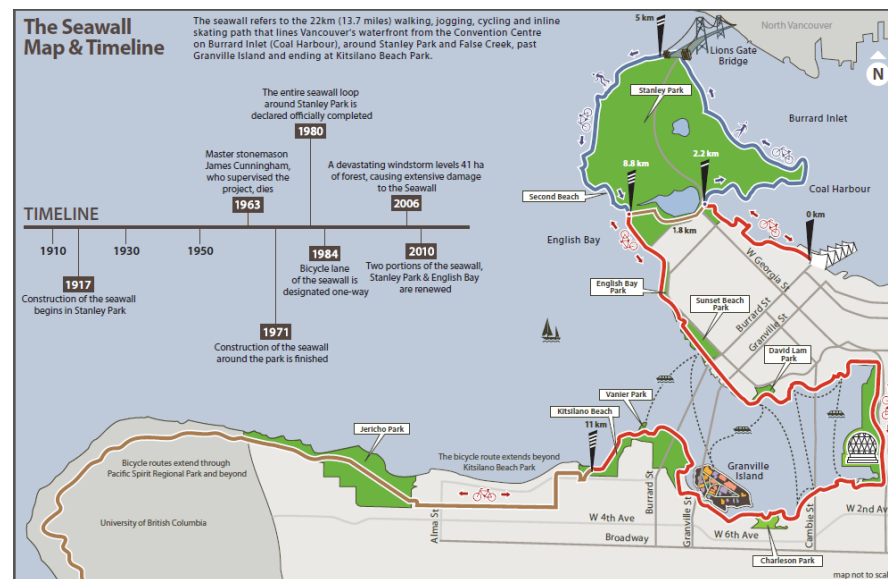 The Seawall
Map & Timeline
The seawall refers to the 22km (13.7 miles) walking, jogging, cycling and inline
skating path that lines Vancouver's waterfront from the Convention Centre
on Burrard Inlet (Coal Harbour), around Stanley Park and False Creek, past
Granville Island and ending at Kitsilano Beach Park.
The entire seawall loop
around Stanley Park is
declared officially completed
1980
Master stonemason
James Cunningham,
who supervised the
project, dies
1963
A devastating windstorm levels 41 ha
of forest, causing extensive damage
to the Seawall
2006
TIMELINE
1910
1930
1950
1917
Construction of the seawall
begins in Stanley Park
1984
Bicycle lane
of the seawall is
designated one-way
2010
Two portions of the seawall,
Stanley Park & English Bay
are renewed
1971
Construction of the seawall
around the park is finished
5 km
North Vancouver
Lions Gate
Bridge
N
Stanley Park
Burrard Inlet
8.8 km
2.2 km
Second Beach
Coal Harbour
0 km
1.8 km
English Bay
W Georgia St
English Bay
Park
Sunset Beach
Park
Burrard St
Granville St
David Lam
Park
Vanier Park
Kitsilano Beach
11 km
Jericho Park
The bicycle route extends beyond
Kitsilano Beach Park
Bicycle routes extend through
Pacific Spirit Regional Park and beyond
University of British Columbia
Granville
Island
Alma St
W 4th Ave
Broadway
Burrard St
Granville St
W 6th Ave
Cambie St
W 2nd Av
Charleson Park
map not to scal